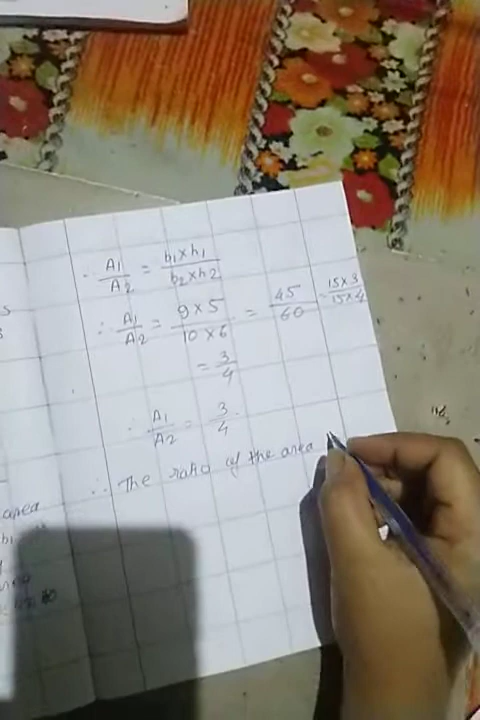 ∴ A1/A2 = b1×h1/b2×h2
∴ A1/A2 = 9×5/10×6 = 45/60 = 15×3/15×4
= 3/4
∴ A1/A2 = 3/4
∴ The ratio of the area
area